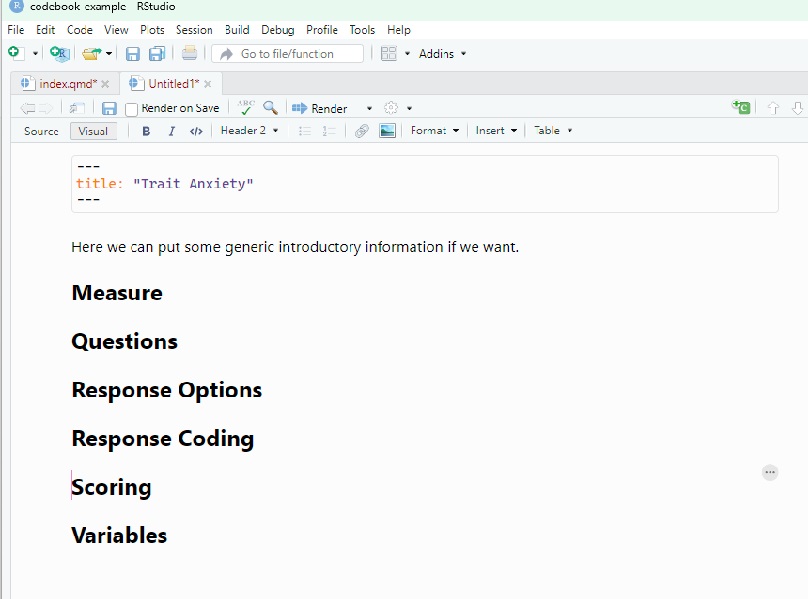 codebook-example - RStudio
File Edit Code View Plots Session Build Debug Profile Tools Help
Go to file/function Addins
index.qmd* Untitled1*
Render on Save ABC Render
Source Visual B I </> Header 2 Format Insert Table
---
title: "Trait Anxiety"
---
Here we can put some generic introductory information if we want.
Measure
Questions
Response Options
Response Coding
Scoring
Variables